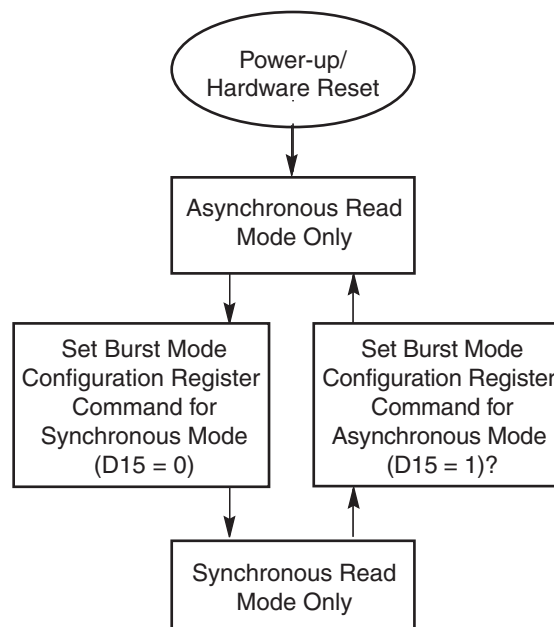 Power-up/
Hardware Reset
Asynchronous Read
Mode Only
Set Burst Mode
Configuration Register
Command for
Synchronous Mode
(D15 = 0)
Set Burst Mode
Configuration Register
Command for
Asynchronous Mode
(D15 = 1)?
Synchronous Read
Mode Only